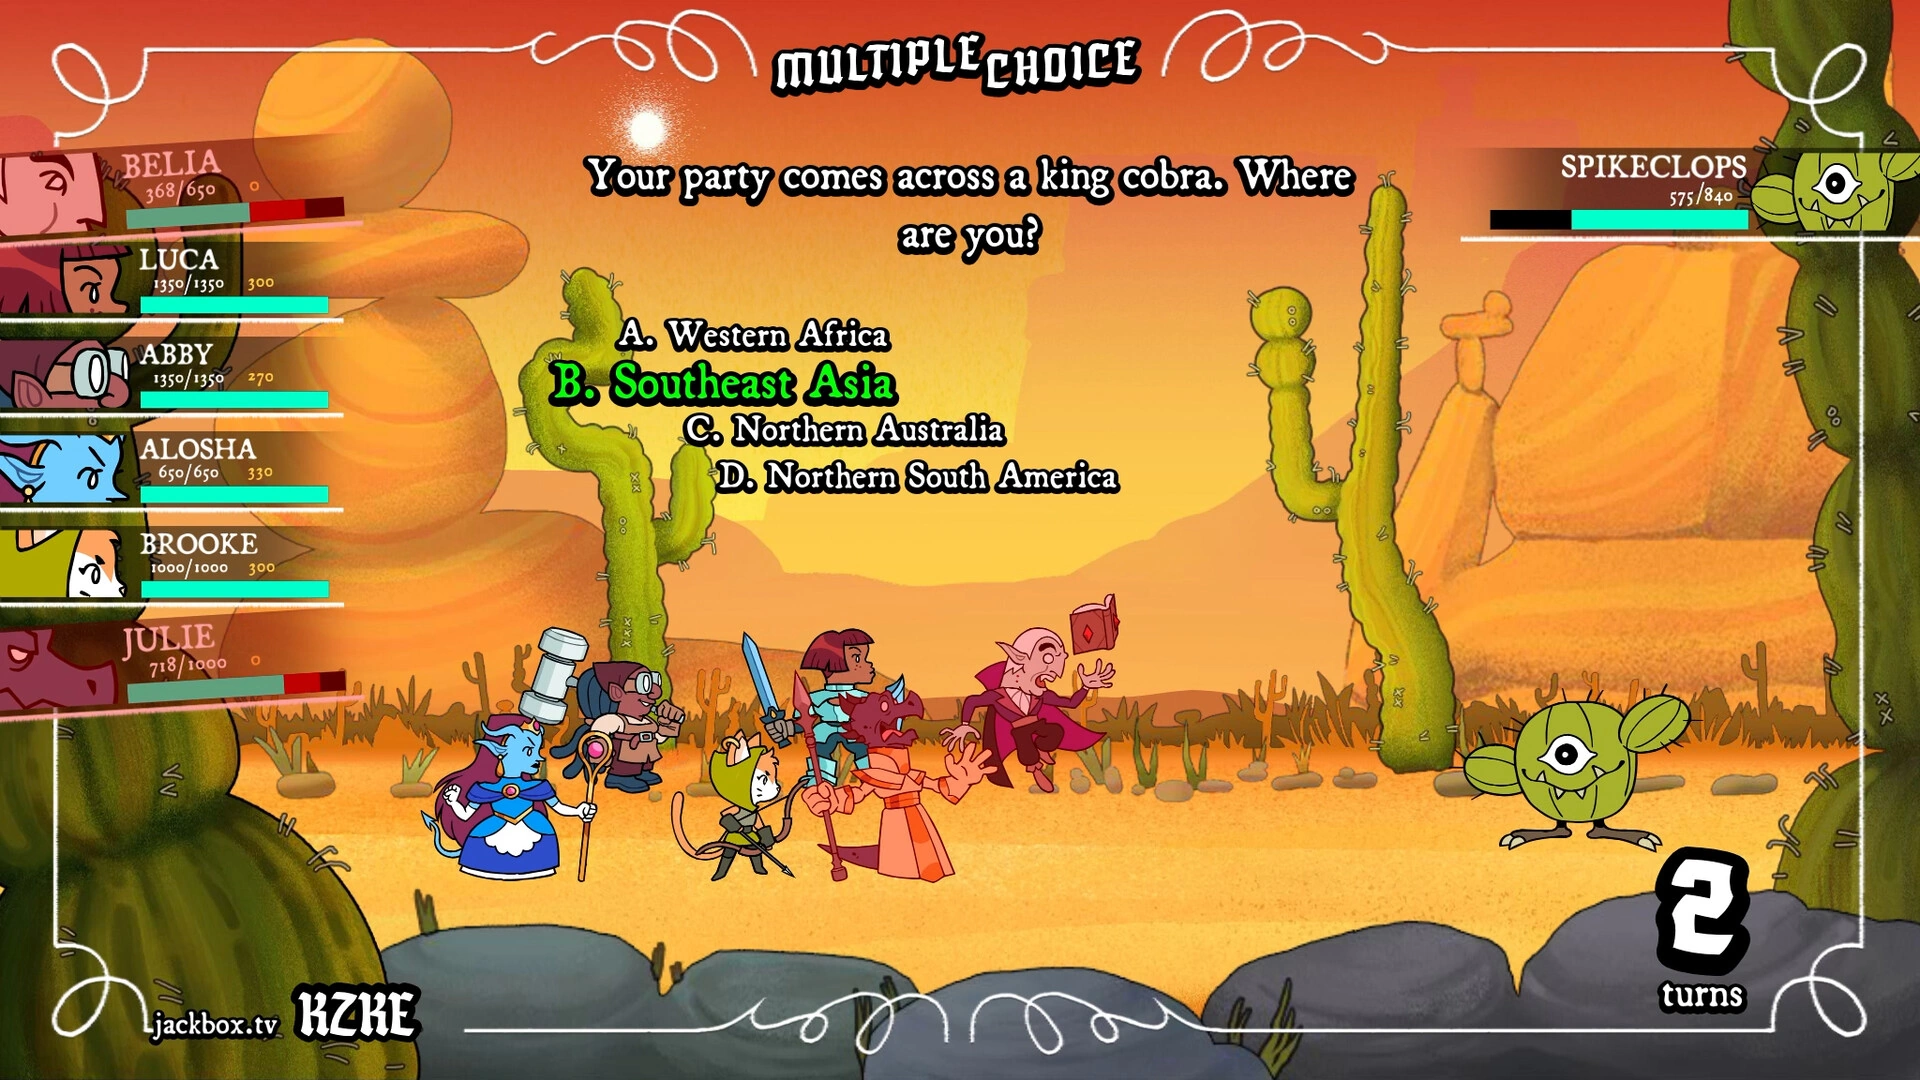 MULTIPLE CHOICE
Your party comes across a king cobra. Where
are you?
A. Western Africa
B. Southeast Asia
C. Northern Australia
D. Northern South America
BELIA
368/650 0
LUCA
1350/1350 300
ABBY
1350/1350 270
ALOSHA
650/650 330
BROOKE
1000/1000 300
JULIE
718/1000 0
SPIKECLOPS
575/840
2
turns
jackbox.tv KZKE